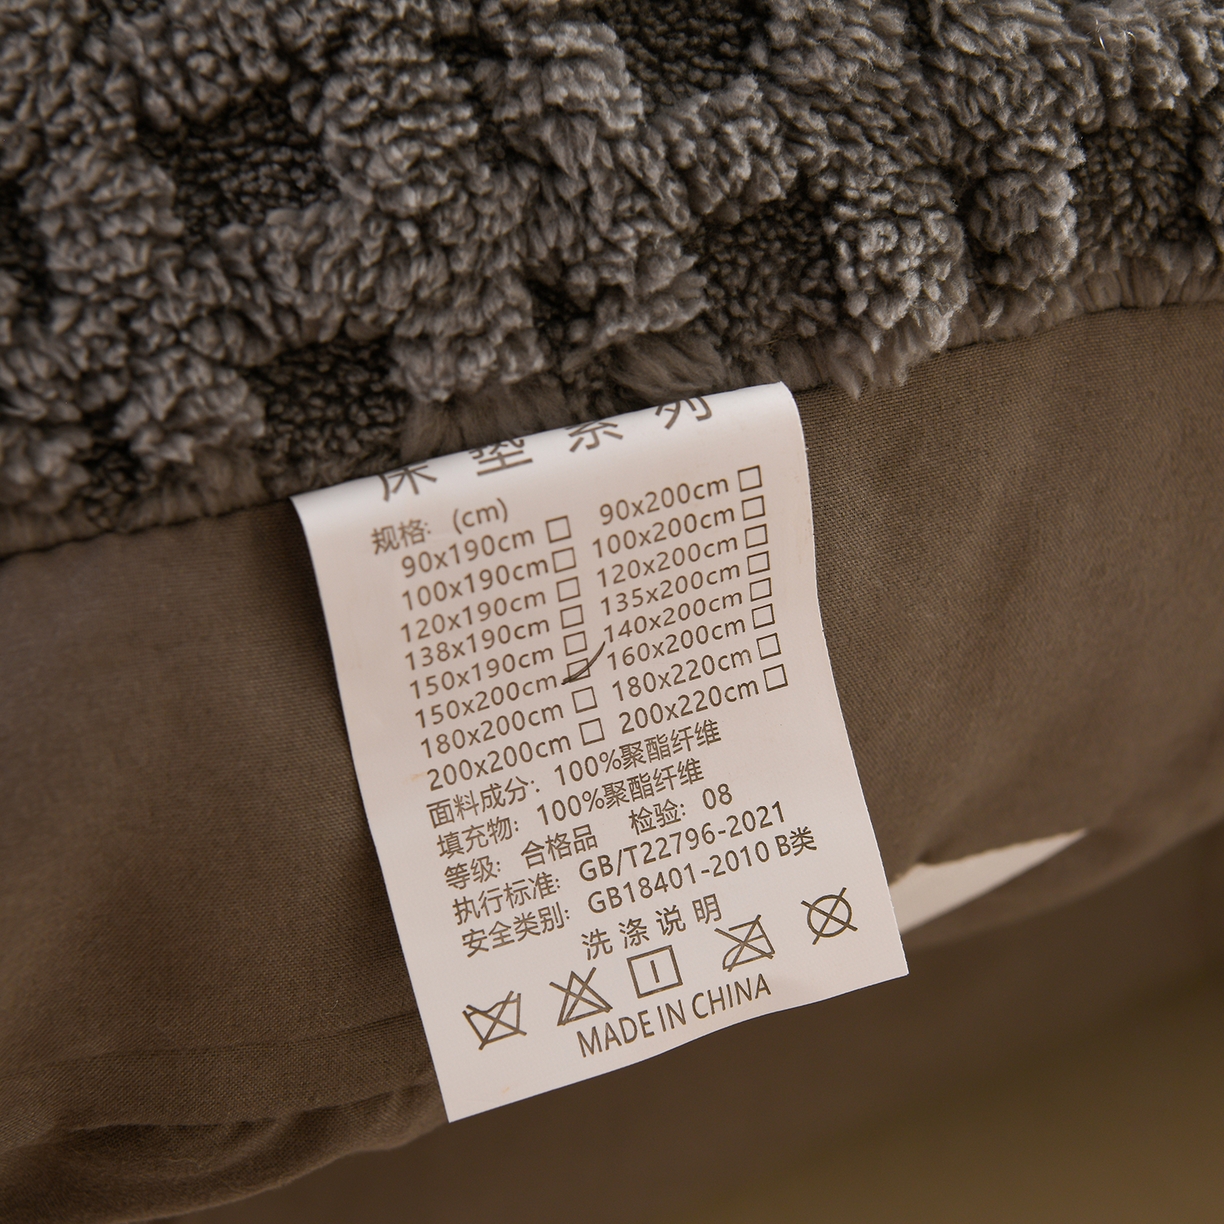 床垫系列
规格: (cm)
90x190cm □ 90x200cm □
100x190cm □ 100x200cm □
120x190cm □ 120x200cm □
138x190cm □ 135x200cm □
150x190cm □ 140x200cm □
150x200cm ☑ 160x200cm □
180x200cm □ 180x220cm □
200x200cm □ 200x220cm □
面料成分: 100%聚酯纤维
填充物: 100%聚酯纤维
等级: 合格品 检验: 08
执行标准: GB/T22796-2021
安全类别: GB18401-2010 B类
洗涤说明
MADE IN CHINA